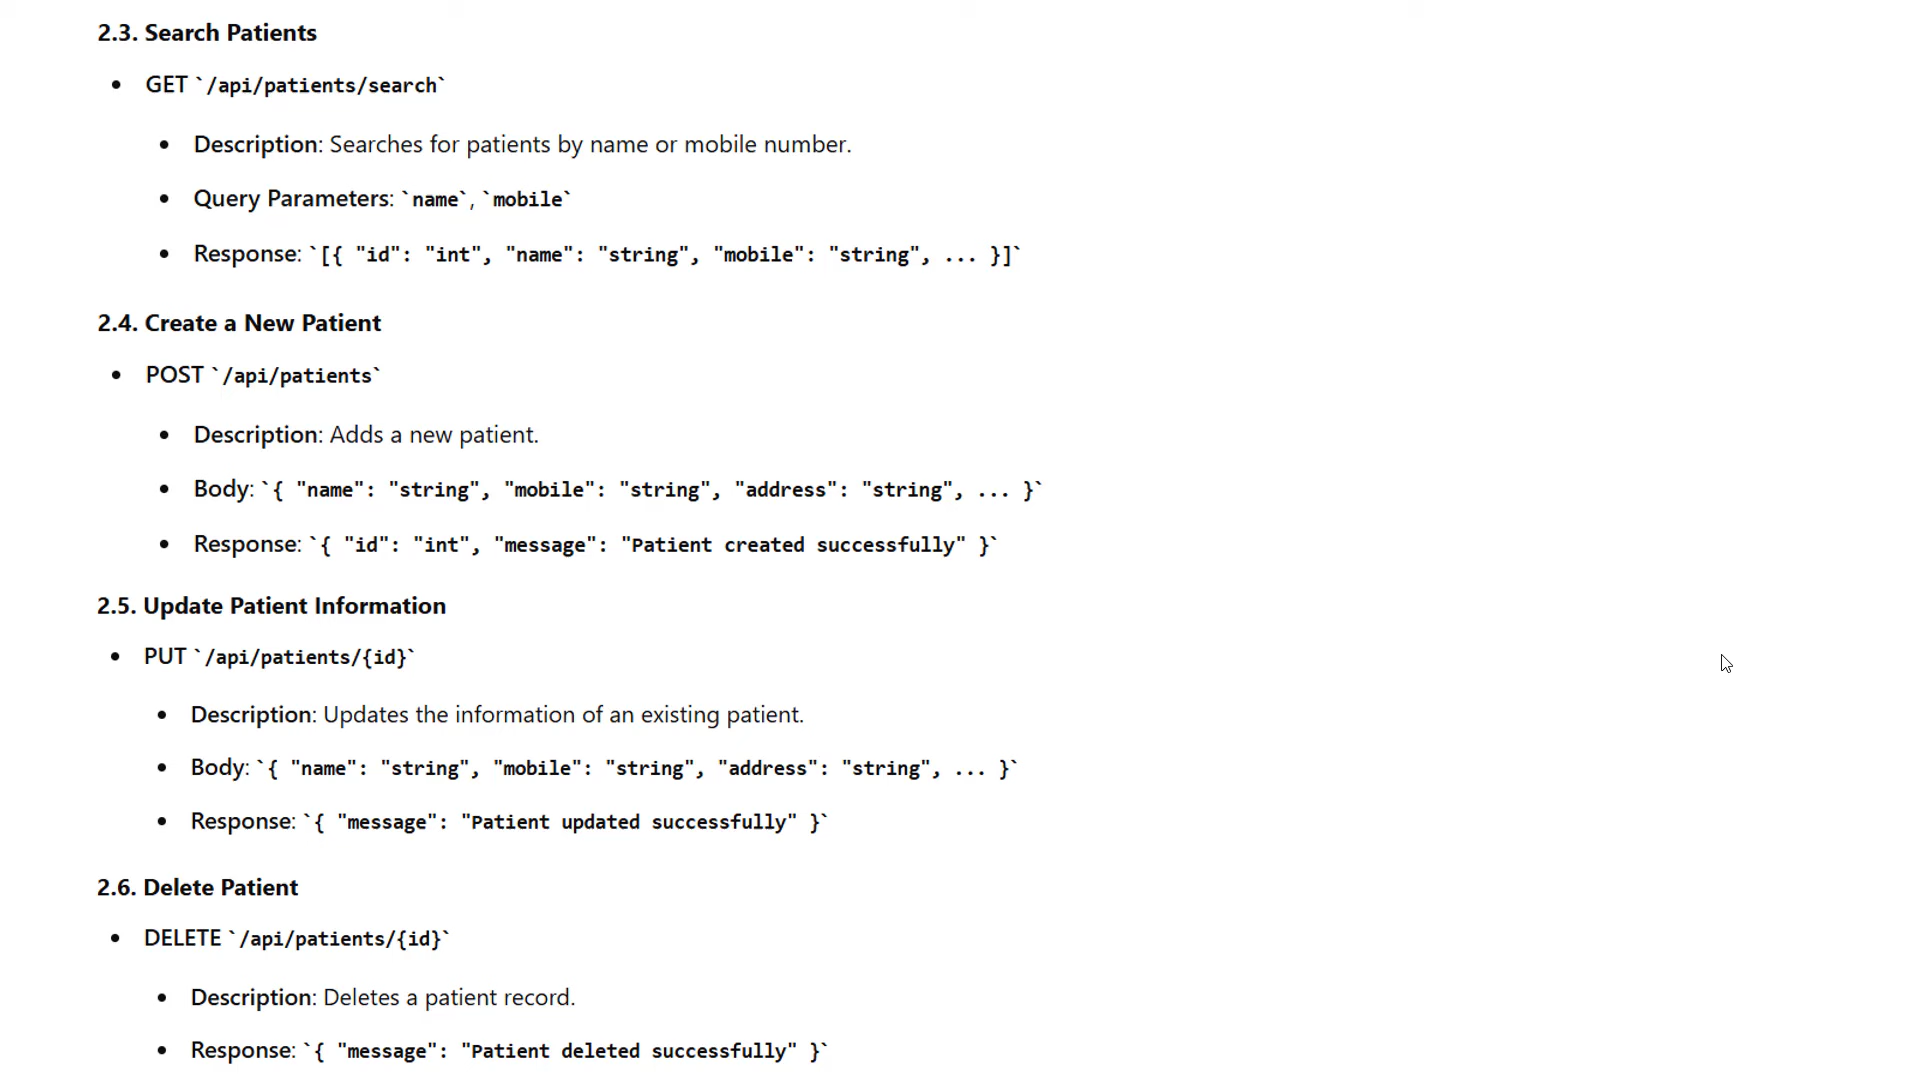 2.3. Search Patients
• GET `/api/patients/search`
• Description: Searches for patients by name or mobile number.
• Query Parameters: `name`, `mobile`
• Response: `[{ "id": "int", "name": "string", "mobile": "string", ... }]`
2.4. Create a New Patient
• POST `/api/patients`
• Description: Adds a new patient.
• Body: `{ "name": "string", "mobile": "string", "address": "string", ... }`
• Response: `{ "id": "int", "message": "Patient created successfully" }`
2.5. Update Patient Information
• PUT `/api/patients/{id}`
• Description: Updates the information of an existing patient.
• Body: `{ "name": "string", "mobile": "string", "address": "string", ... }`
• Response: `{ "message": "Patient updated successfully" }`
2.6. Delete Patient
• DELETE `/api/patients/{id}`
• Description: Deletes a patient record.
• Response: `{ "message": "Patient deleted successfully" }`